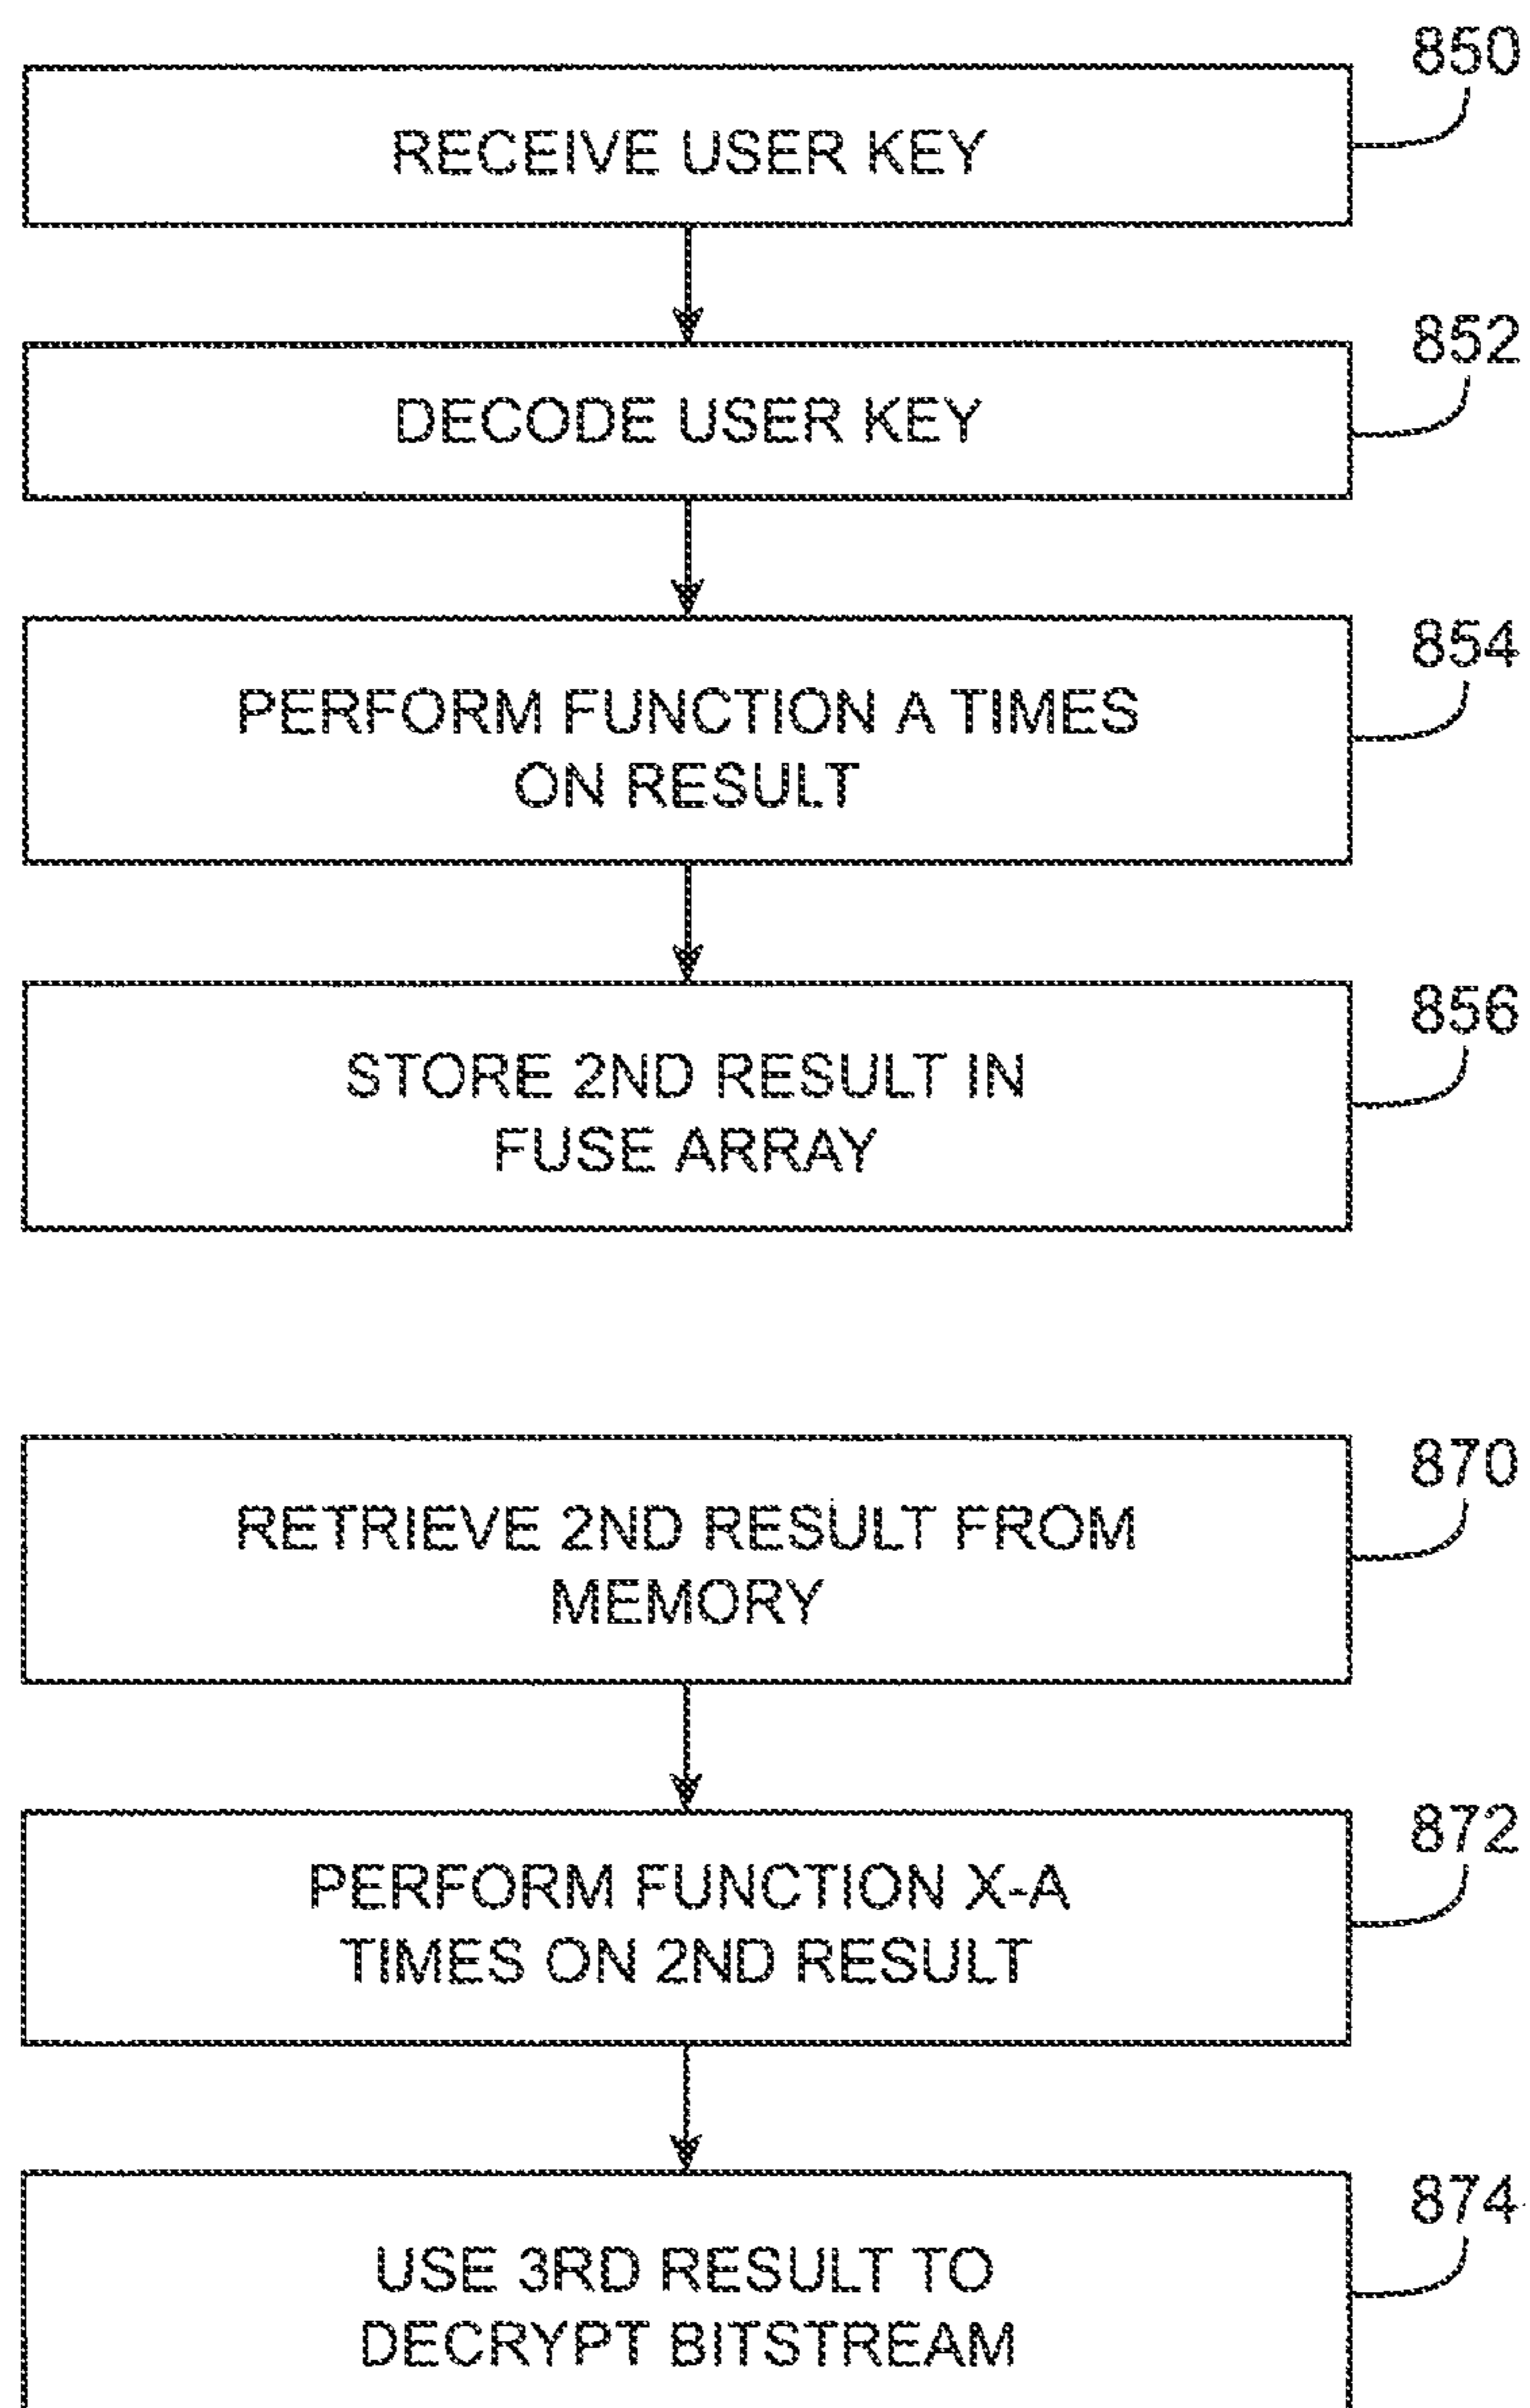 850
RECEIVE USER KEY
852
DECODE USER KEY
854
PERFORM FUNCTION A TIMES
ON RESULT
856
STORE 2ND RESULT IN
FUSE ARRAY
870
RETRIEVE 2ND RESULT FROM
MEMORY
872
PERFORM FUNCTION X-A
TIMES ON 2ND RESULT
874
USE 3RD RESULT TO
DECRYPT BITSTREAM